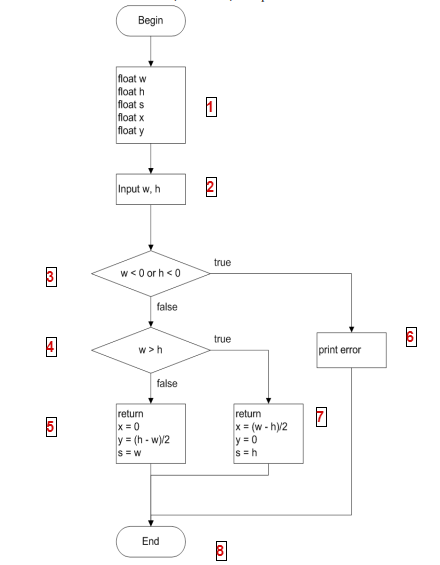 Begin
float w
float h
float s
float x
float y
1
Input w, h
2
3
w < 0 or h < 0
true
false
4
w > h
true
false
print error
6
5
return
x = 0
y = (h - w)/2
s = w
return
x = (w - h)/2
y = 0
s = h
7
End
8